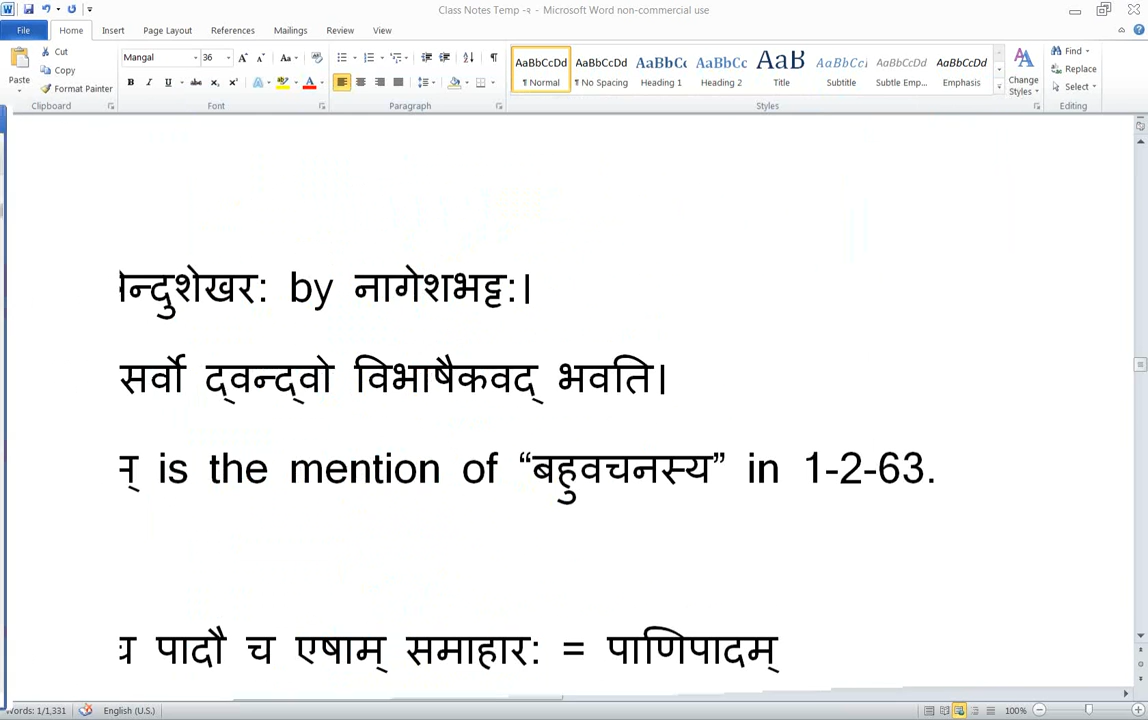 Class Notes Temp -२ - Microsoft Word non-commercial use
File Home Insert Page Layout References Mailings Review View
Paste Cut Copy Format Painter
Mangal 36
AaBbCcDd AaBbCcDd AaBbCc AaBbCc AaB AaBbCc AaBbCcDd AaBbCcDd
¶ Normal ¶ No Spacing Heading 1 Heading 2 Title Subtitle Subtle Emp... Emphasis
Change Styles
Find Replace Select
Clipboard Font Paragraph Styles Editing
न्दुशेखर: by नागेशभट्ट:।
सर्वो द्वन्द्वो विभाषैकवद् भवति।
म् is the mention of “बहुवचनस्य” in 1-2-63.
पादौ च एषाम् समाहार: = पाणिपादम्
Words: 1/1,331 English (U.S.) 100%